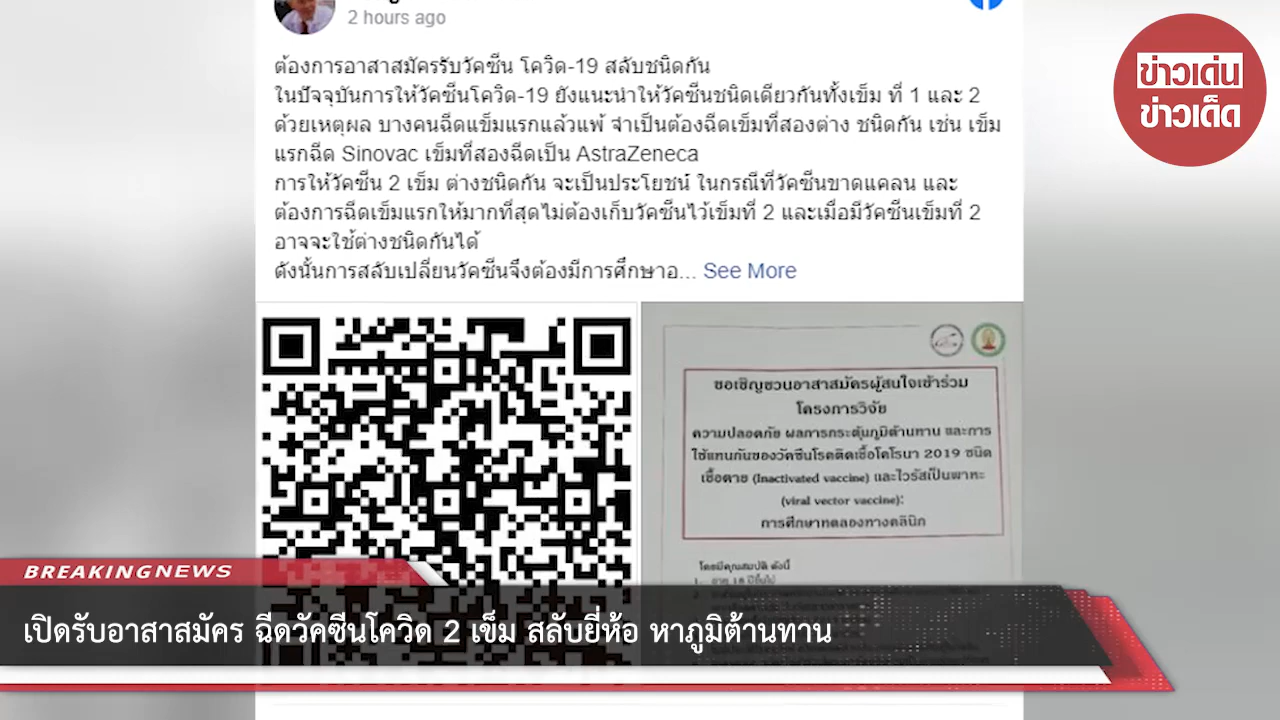 2 hours ago
ข่าวเด่น
ข่าวเด็ด
ต้องการอาสาสมัครรับวัคซีน โควิด-19 สลับชนิดกัน
ในปัจจุบันการให้วัคซีนโควิด-19 ยังแนะนำให้วัคซีนชนิดเดียวกันทั้งเข็ม ที่ 1 และ 2
ด้วยเหตุผล บางคนฉีดแข็มแรกแล้วแพ้ จำเป็นต้องฉีดเข็มที่สองต่าง ชนิดกัน เช่น เข็ม
แรกฉีด Sinovac เข็มที่สองฉีดเป็น AstraZeneca
การให้วัคซีน 2 เข็ม ต่างชนิดกัน จะเป็นประโยชน์ ในกรณีที่วัคซีนขาดแคลน และ
ต้องการฉีดเข็มแรกให้มากที่สุดไม่ต้องเก็บวัคซีนไว้เข็มที่ 2 และเมื่อมีวัคซีนเข็มที่ 2
อาจจะใช้ต่างชนิดกันได้
ดังนั้นการสลับเปลี่ยนวัคซีนจึงต้องมีการศึกษาอ... See More
ขอเชิญชวนอาสาสมัครผู้สนใจเข้าร่วม
โครงการวิจัย
ความปลอดภัย ผลการกระตุ้นภูมิต้านทาน และการ
ใช้แทนกันของวัคซีนโรคติดเชื้อโคโรนา 2019 ชนิด
เชื้อตาย (Inactivated vaccine) และไวรัสเป็นพาหะ
(viral vector vaccine):
การศึกษาทดลองทางคลินิก
โดยมีคุณสมบัติ ดังนี้
1. อายุ 18 ปีขึ้นไป
BREAKINGNEWS
เปิดรับอาสาสมัคร ฉีดวัคซีนโควิด 2 เข็ม สลับยี่ห้อ หาภูมิต้านทาน